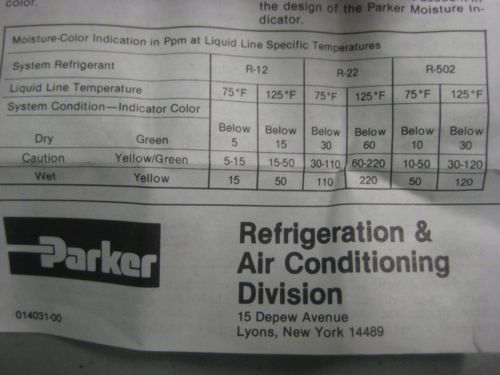 color.
the design of the Parker Moisture In-
dicator.
Moisture-Color Indication in Ppm at Liquid Line Specific Temperatures
System Refrigerant R-12 R-22 R-502
Liquid Line Temperature 75°F 125°F 75°F 125°F 75°F 125°F
System Condition—Indicator Color
Below Below Below Below Below Below
Dry Green 5 15 30 60 10 30
Caution Yellow/Green 5-15 15-50 30-110 60-220 10-50 30-120
Wet Yellow 15 50 110 220 50 120
Parker
Refrigeration &
Air Conditioning
Division
15 Depew Avenue
Lyons, New York 14489
014031-00